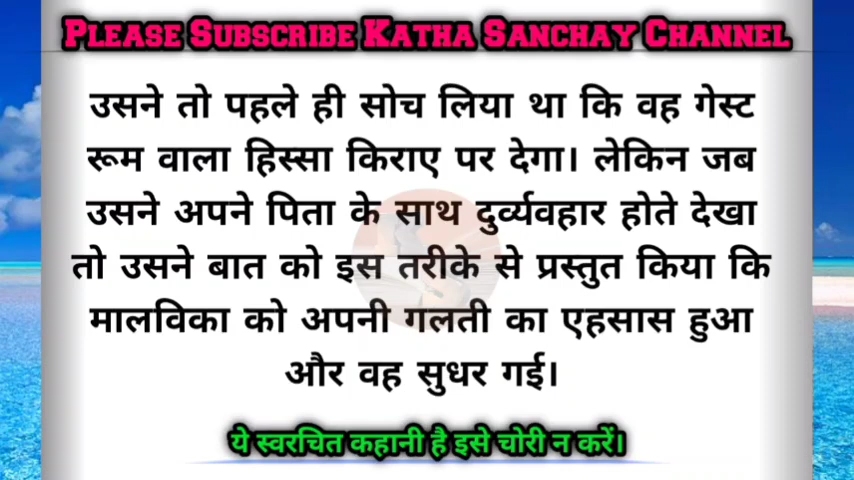 PLEASE SUBSCRIBE KATHA SANCHAY CHANNEL
उसने तो पहले ही सोच लिया था कि वह गेस्ट
रूम वाला हिस्सा किराए पर देगा। लेकिन जब
उसने अपने पिता के साथ दुर्व्यवहार होते देखा
तो उसने बात को इस तरीके से प्रस्तुत किया कि
मालविका को अपनी गलती का एहसास हुआ
और वह सुधर गई।
ये स्वरचित कहानी है इसे चोरी न करें।